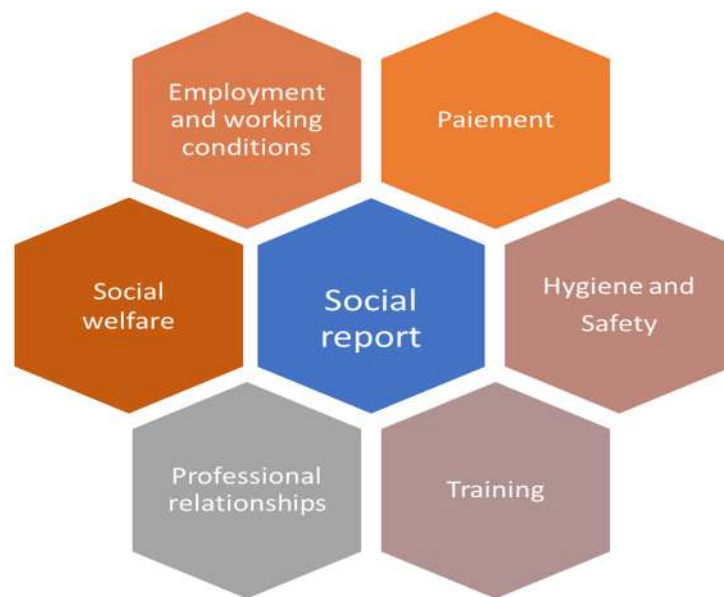 Employment
and working
conditions
Paiement
Social
welfare
Social
report
Hygiene and
Safety
Professional
relationships
Training